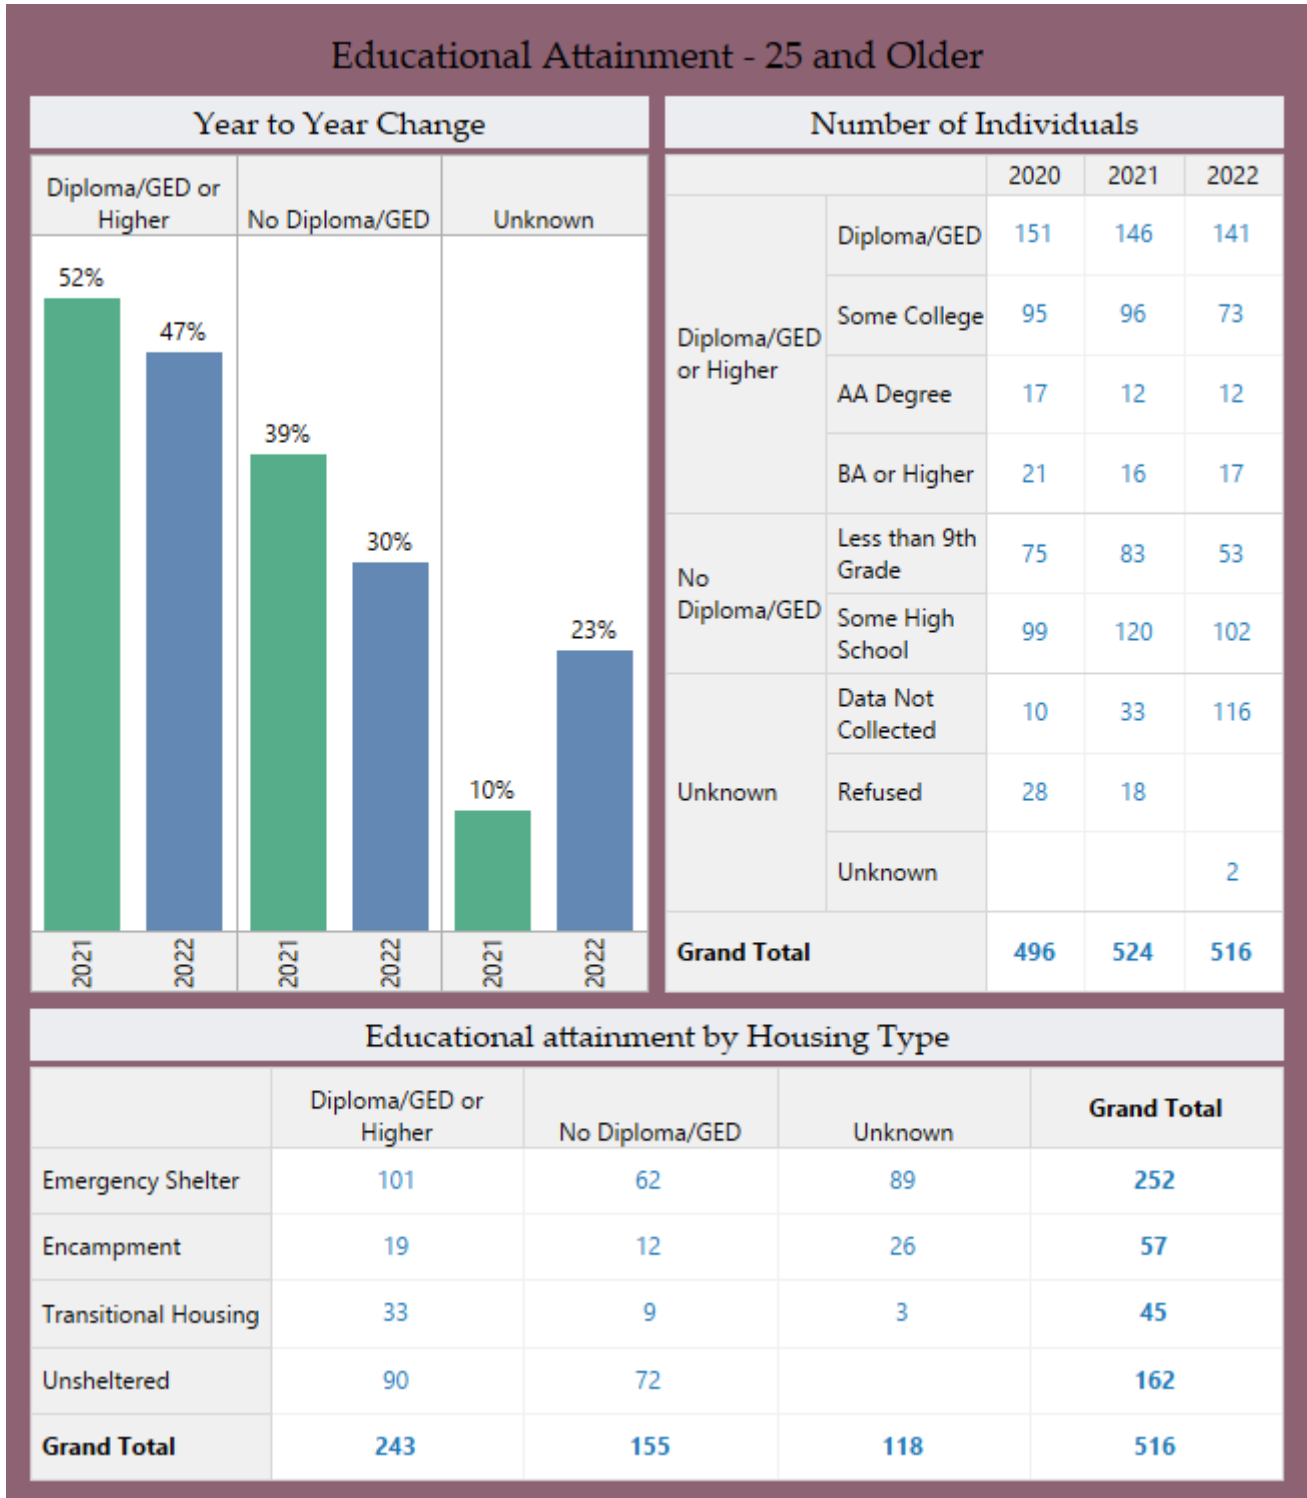 Educational Attainment - 25 and Older
Year to Year Change
Diploma/GED or
Higher
No Diploma/GED
Unknown
52%
47%
39%
30%
10%
23%
2021
2022
2021
2022
2021
2022
Number of Individuals
2020 2021 2022
Diploma/GED
or Higher
Diploma/GED 151 146 141
Some College 95 96 73
AA Degree 17 12 12
BA or Higher 21 16 17
No
Diploma/GED
Less than 9th
Grade
75 83 53
Some High
School
99 120 102
Unknown
Data Not
Collected
10 33 116
Refused 28 18
Unknown 2
Grand Total 496 524 516
Educational attainment by Housing Type
Diploma/GED or
Higher
No Diploma/GED
Unknown
Grand Total
Emergency Shelter 101 62 89 252
Encampment 19 12 26 57
Transitional Housing 33 9 3 45
Unsheltered 90 72 162
Grand Total 243 155 118 516